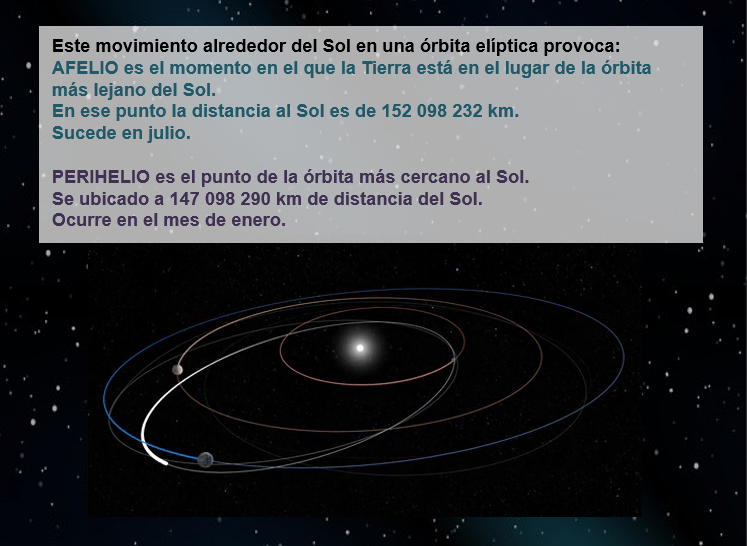 Este movimiento alrededor del Sol en una órbita elíptica provoca:
AFELIO es el momento en el que la Tierra está en el lugar de la órbita
más lejano del Sol.
En ese punto la distancia al Sol es de 152 098 232 km.
Sucede en julio.
PERIHELIO es el punto de la órbita más cercano al Sol.
Se ubicado a 147 098 290 km de distancia del Sol.
Ocurre en el mes de enero.